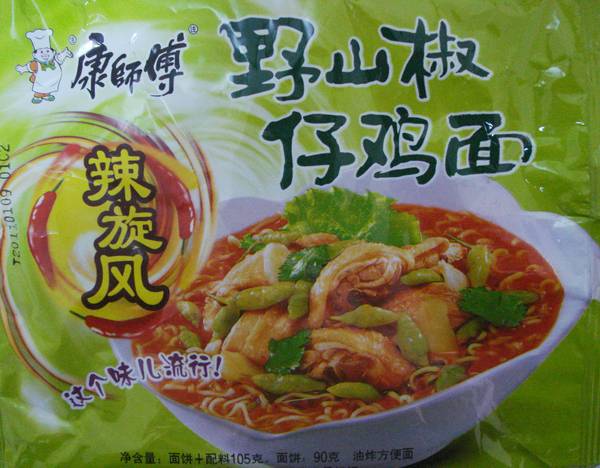 康師傅
野山椒
仔鸡面
辣旋风
这个味儿流行!
净含量: 面饼+配料105克, 面饼: 90克 油炸方便面